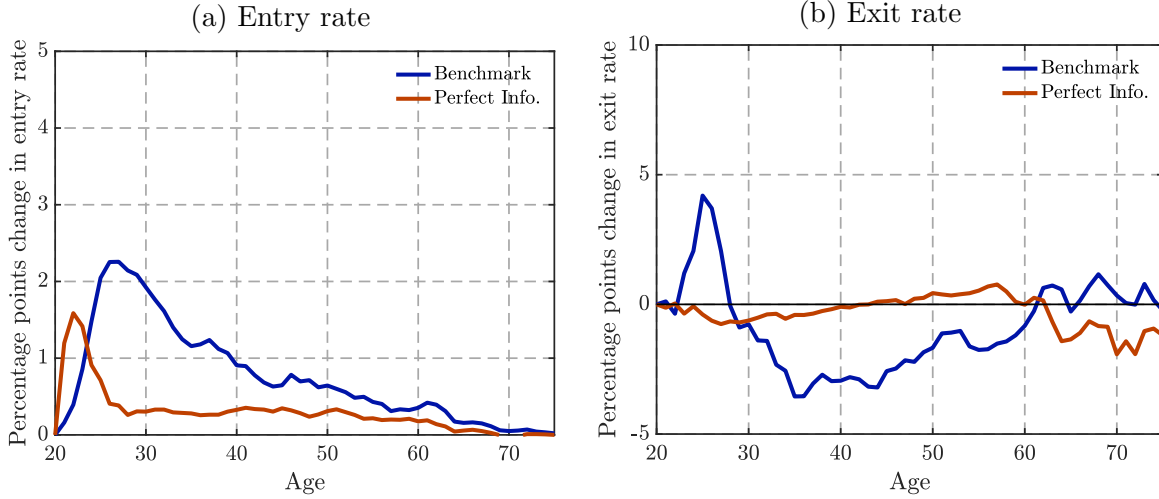 (a) Entry rate
Percentage points change in entry rate
5
4
3
2
1
0
20
30
40
50
60
70
Age
Benchmark
Perfect Info.
(b) Exit rate
Percentage points change in exit rate
10
5
0
-5
20
30
40
50
60
70
Age
Benchmark
Perfect Info.